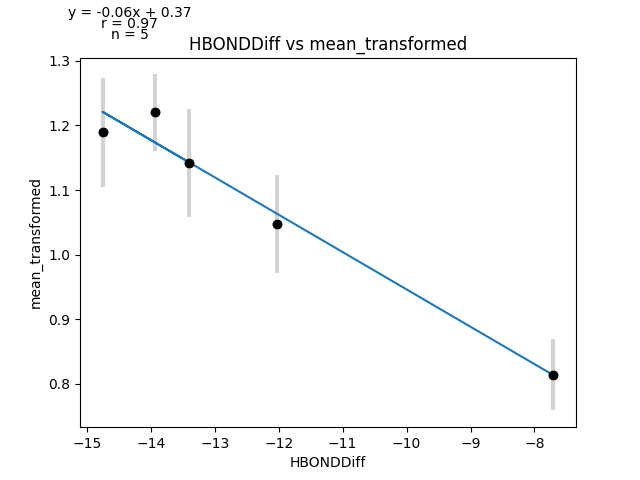 y = -0.06x + 0.37
r = 0.97
n = 5
HBONDDiff vs mean_transformed
1.3
1.2
1.1
1.0
0.9
0.8
mean_transformed
−15
−14
−13
−12
−11
−10
−9
−8
HBONDDiff